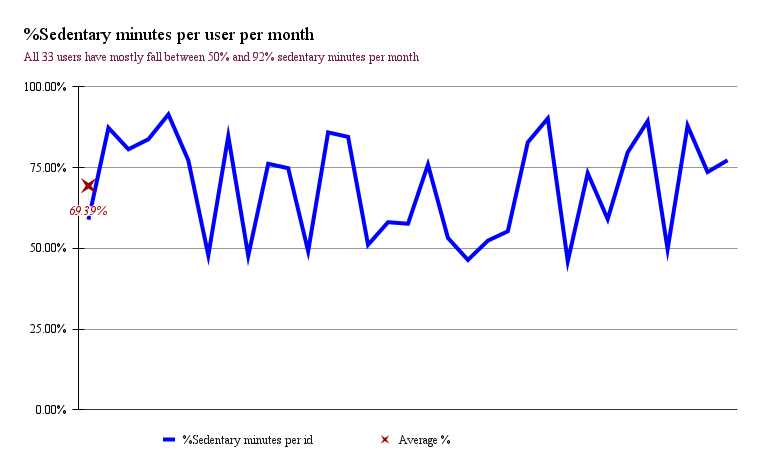 %Sedentary minutes per user per month
All 33 users have mostly fall between 50% and 92% sedentary minutes per month
100.00%
75.00%
69.39%
50.00%
25.00%
0.00%
%Sedentary minutes per id
Average %